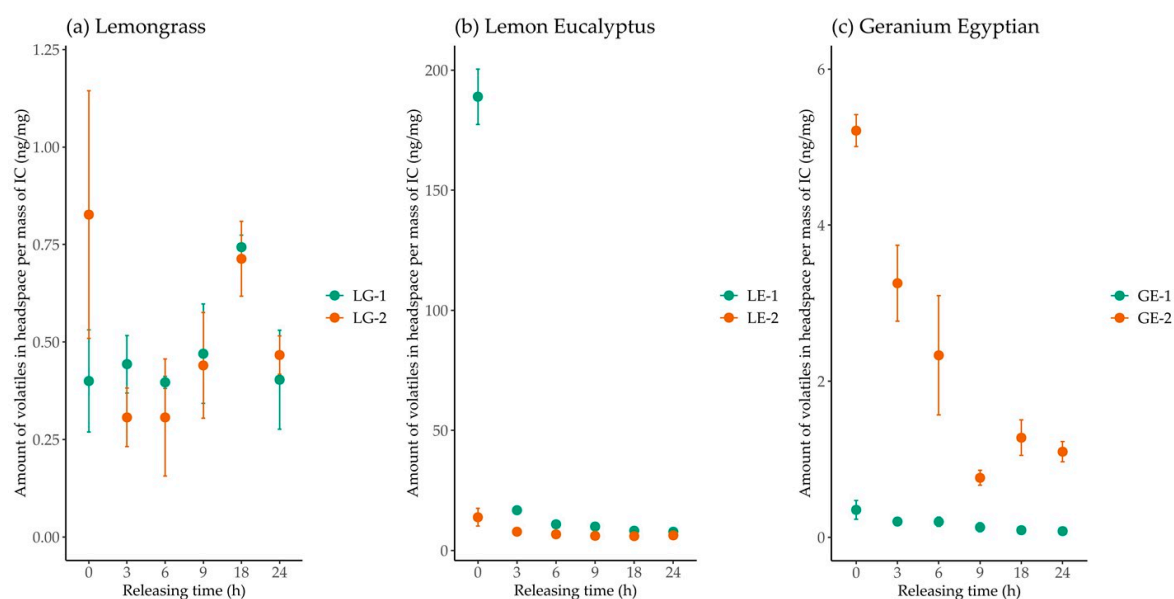 (a) Lemongrass
Amount of volatiles in headspace per mass of IC (ng/mg)
1.25
1.00
0.75
0.50
0.25
0.00
0 3 6 9 18 24
Releasing time (h)
LG-1
LG-2
(b) Lemon Eucalyptus
Amount of volatiles in headspace per mass of IC (ng/mg)
200
150
100
50
0
0 3 6 9 18 24
Releasing time (h)
LE-1
LE-2
(c) Geranium Egyptian
Amount of volatiles in headspace per mass of IC (ng/mg)
6
4
2
0
0 3 6 9 18 24
Releasing time (h)
GE-1
GE-2